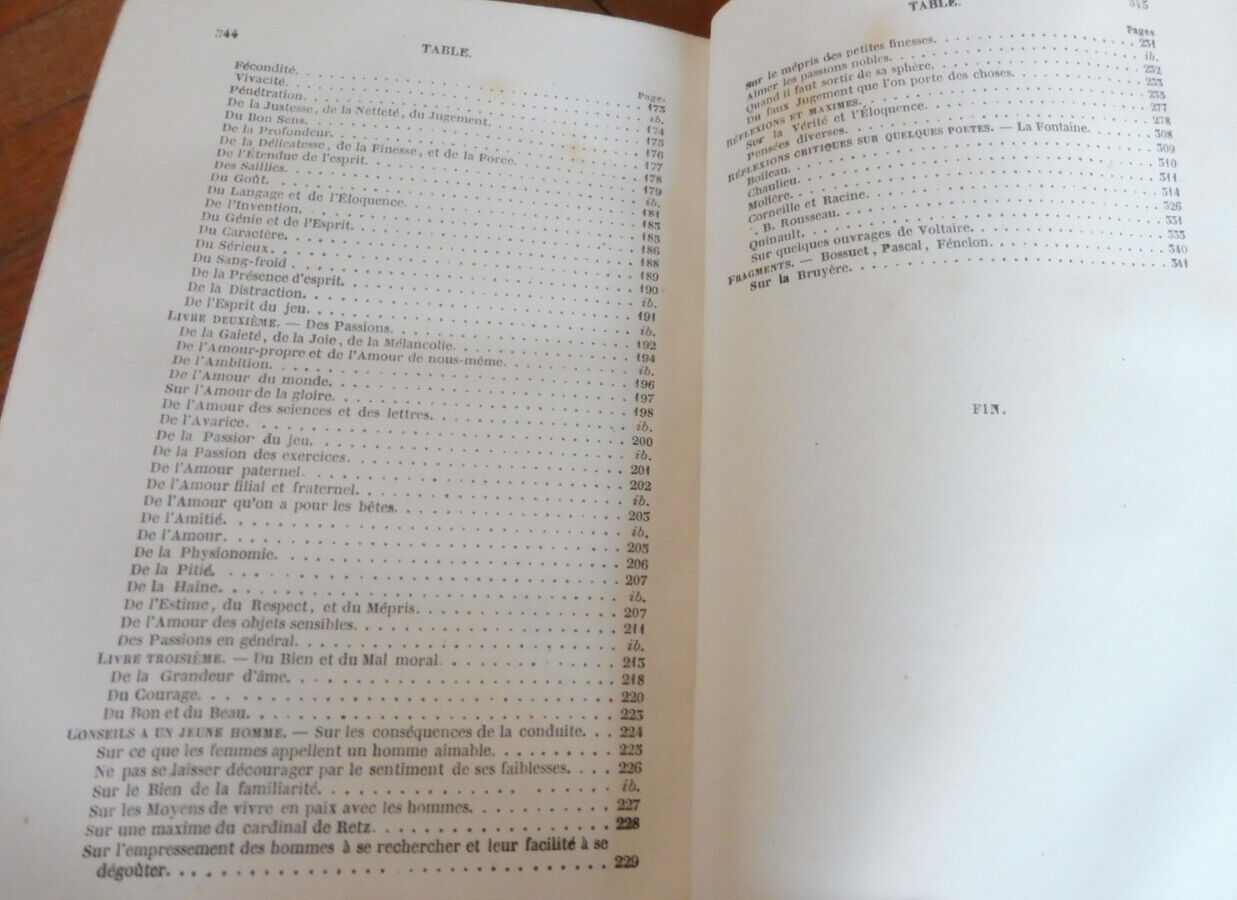 344
TABLE.
Page.
Fécondité. 173
Vivacité. ib.
Pénétration. 174
De la Justesse, de la Netteté, du Jugement. 175
Du Bon Sens. 176
De la Profondeur. 177
De la Délicatesse, de la Finesse, et de la Force. 178
De l'Étendue de l'esprit. 179
Des Saillies. ib.
Du Goût. 181
Du Langage et de l'Éloquence. 183
De l'Invention. 185
Du Génie et de l'Esprit. 186
Du Caractère. 188
Du Sérieux. 189
Du Sang-froid. 190
De la Présence d'esprit. ib.
De la Distraction. 191
De l'Esprit du jeu. ib.
LIVRE DEUXIÈME. — Des Passions. 192
De la Gaieté, de la Joie, de la Mélancolie. 194
De l'Amour-propre et de l'Amour de nous-même. ib.
De l'Ambition. 196
De l'Amour du monde. 197
Sur l'Amour de la gloire. 198
De l'Amour des sciences et des lettres. ib.
De l'Avarice. 200
De la Passion du jeu. ib.
De la Passion des exercices. 201
De l'Amour paternel. 202
De l'Amour filial et fraternel. ib.
De l'Amour qu'on a pour les bêtes. 203
De l'Amitié. ib.
De l'Amour. 205
De la Physionomie. 206
De la Pitié. 207
De la Haine. ib.
De l'Estime, du Respect, et du Mépris. 207
De l'Amour des objets sensibles. 211
Des Passions en général. ib.
LIVRE TROISIÈME. — Du Bien et du Mal moral. 213
De la Grandeur d'âme. 218
Du Courage. 220
Du Bon et du Beau. 223
CONSEILS A UN JEUNE HOMME. — Sur les conséquences de la conduite. 224
Sur ce que les femmes appellent un homme aimable. 225
Ne pas se laisser décourager par le sentiment de ses faiblesses. 226
Sur le Bien de la familiarité. ib.
Sur les Moyens de vivre en paix avec les hommes. 227
Sur une maxime du cardinal de Retz. 228
Sur l'empressement des hommes à se rechercher et leur facilité à se
dégoûter. 229
TABLE.
345
Pages
Sur le mépris des petites finesses. 231
Aimer les passions nobles. ib.
Quand il faut sortir de sa sphère. 232
Du faux Jugement que l'on porte des choses. 233
RÉFLEXIONS ET MAXIMES. 235
Sur la Vérité et l'Éloquence. 277
Pensées diverses. 278
RÉFLEXIONS CRITIQUES SUR QUELQUES POETES. — La Fontaine. 308
Boileau. 309
Chaulieu. 310
Molière. 311
Corneille et Racine. 314
. B. Rousseau. 326
Quinault. 331
Sur quelques ouvrages de Voltaire. 333
FRAGMENTS. — Bossuet, Pascal, Fénelon. 340
Sur la Bruyère. 341
FIN.